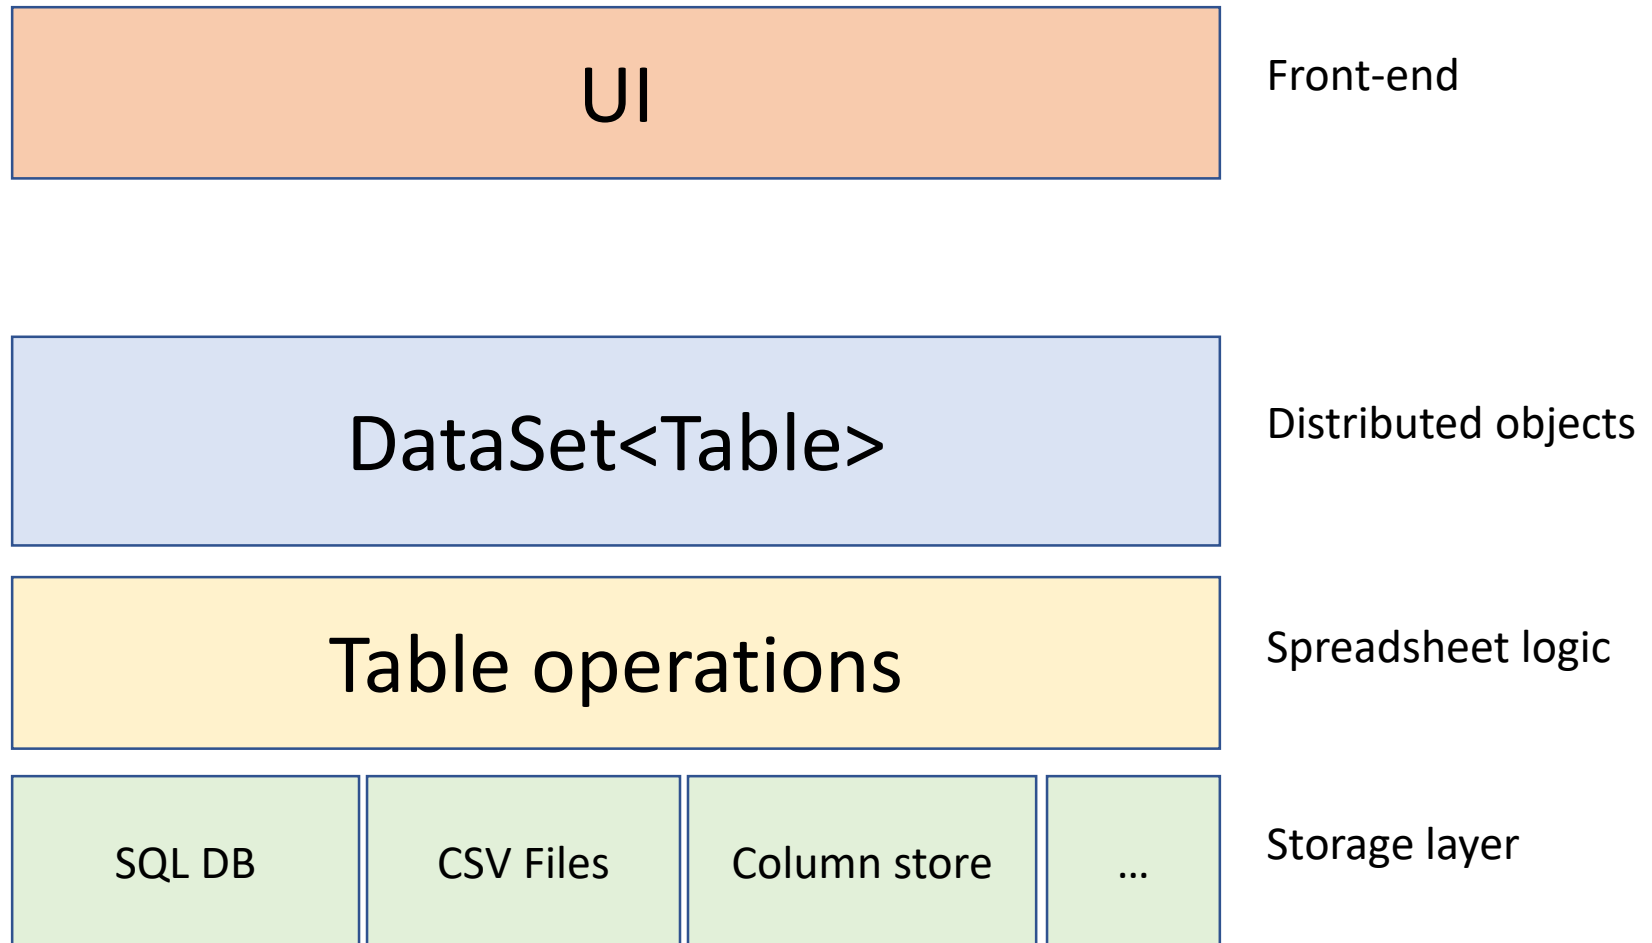 UI
Front-end
DataSet<Table>
Distributed objects
Table operations
Spreadsheet logic
SQL DB
CSV Files
Column store
...
Storage layer